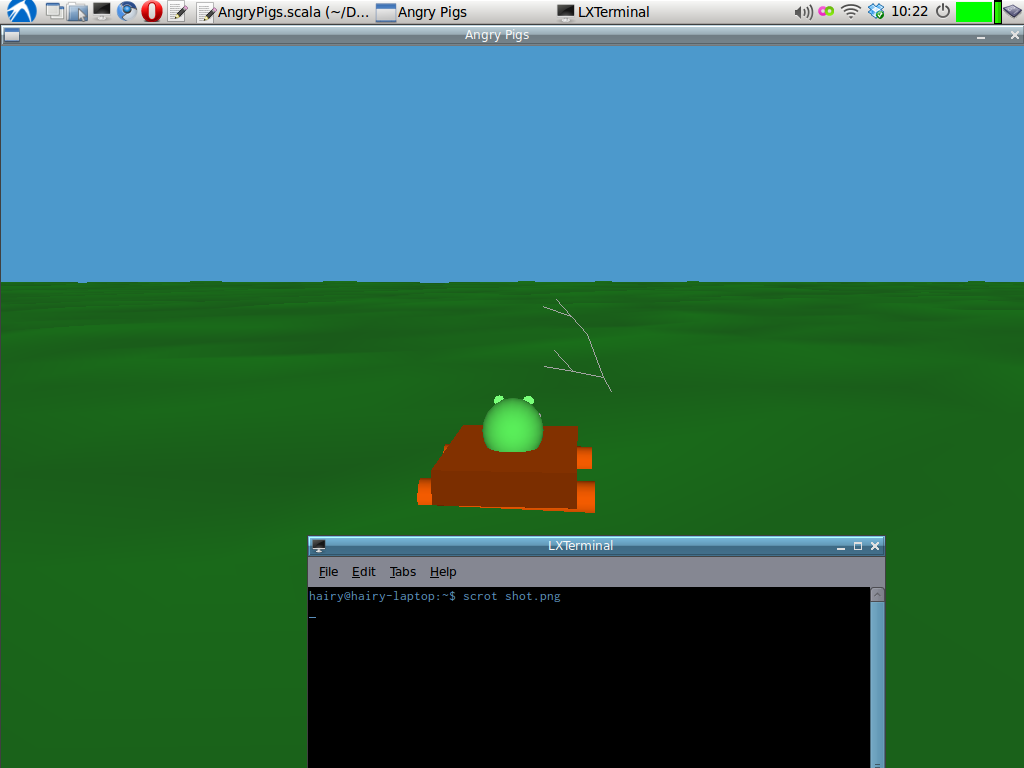 AngryPigs.scala (~/D...
Angry Pigs
LXTerminal
10:22
Angry Pigs
LXTerminal
File Edit Tabs Help
hairy@hairy-laptop:~$ scrot shot.png